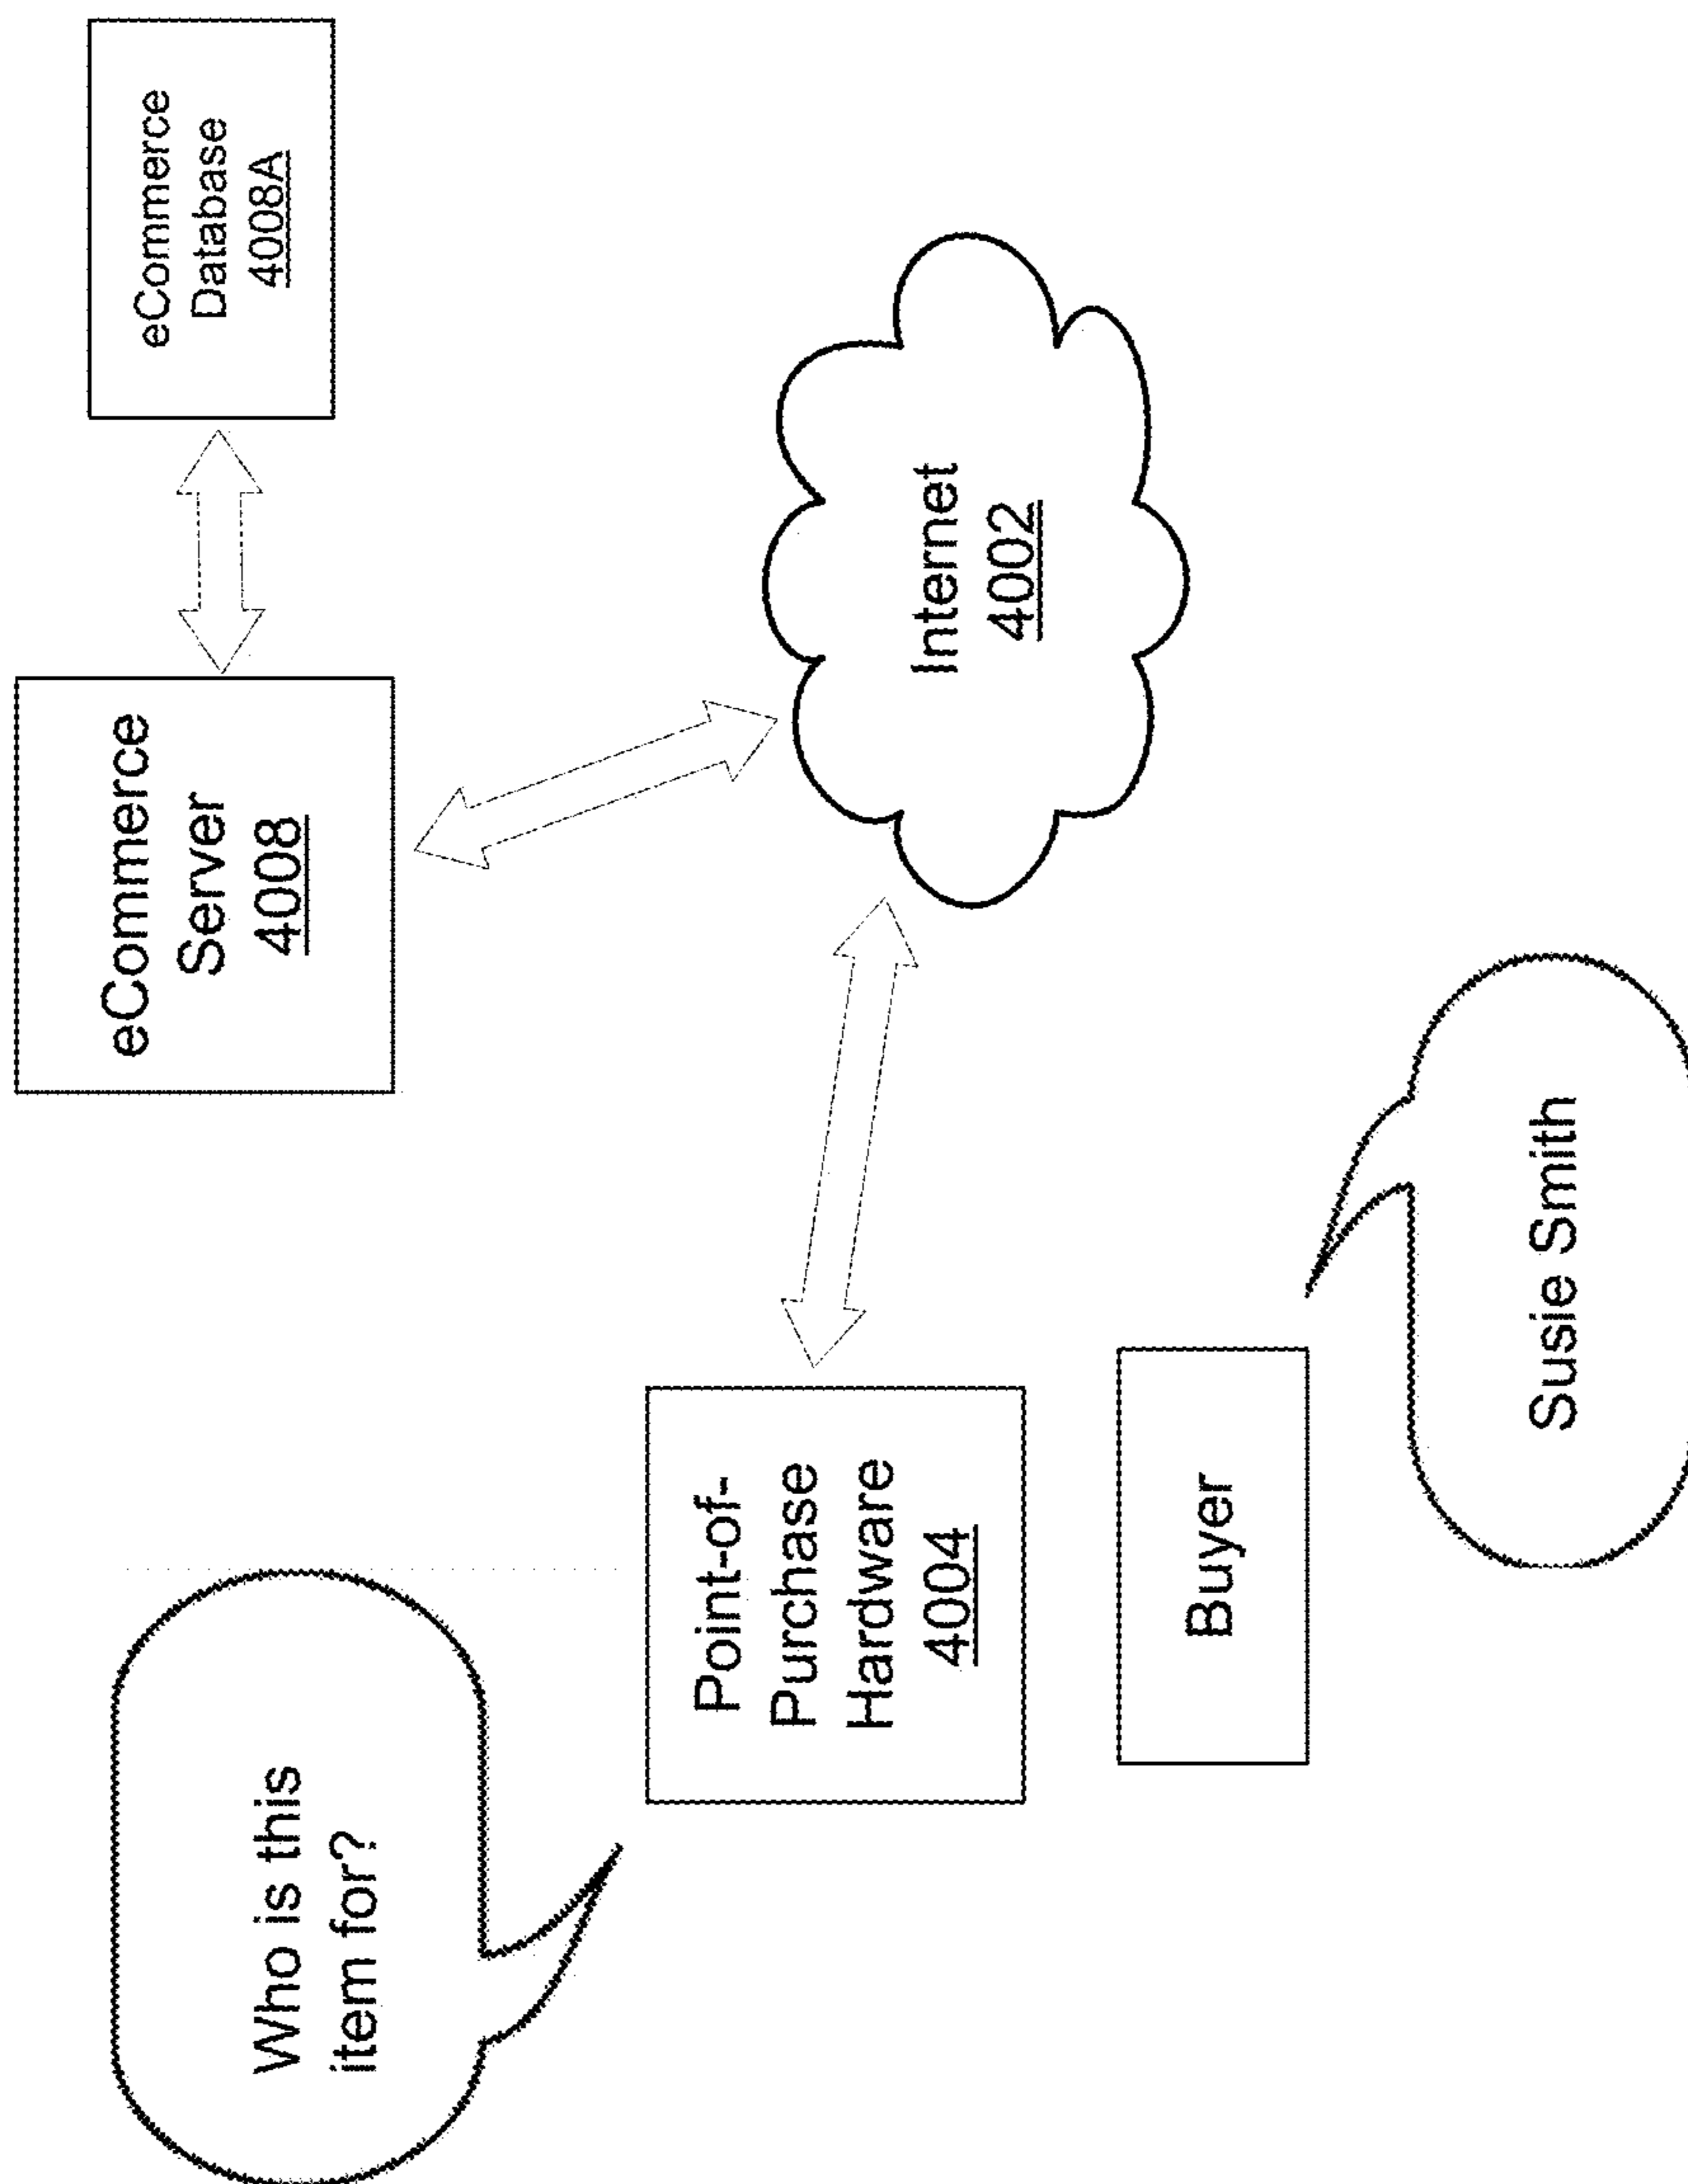 eCommerce
Server
4008
eCommerce
Database
4008A
Who is this
item for?
Internet
4002
Point-of-
Purchase
Hardware
4004
Buyer
Susie Smith